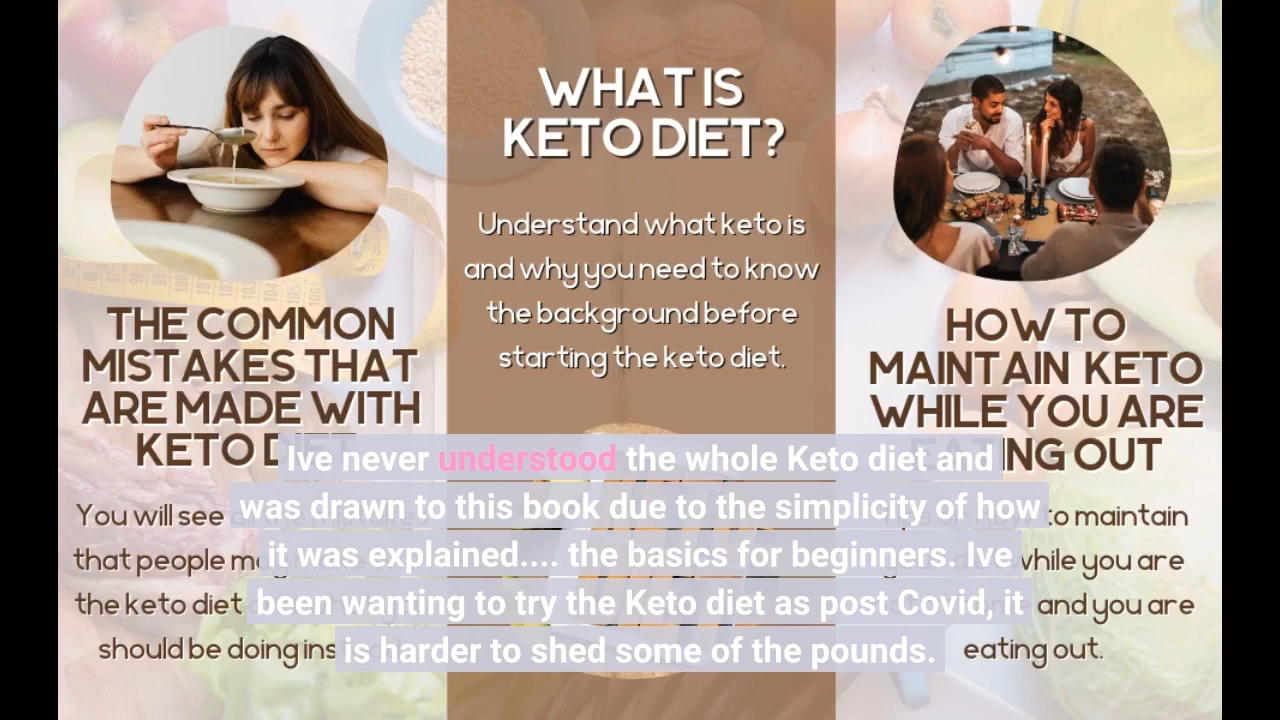 THE COMMON
MISTAKES THAT
ARE MADE WITH
KETO
You will see
that people
the keto diet
should be doing
WHAT IS
KETO DIET?
Understand what keto is
and why you need to know
the background before
starting the keto diet.
HOW TO
MAINTAIN KETO
WHILE YOU ARE
EATING OUT
to maintain
while you are
and you are
eating out.
Ive never understood the whole Keto diet and
was drawn to this book due to the simplicity of how
it was explained.... the basics for beginners. Ive
been wanting to try the Keto diet as post Covid, it
is harder to shed some of the pounds.